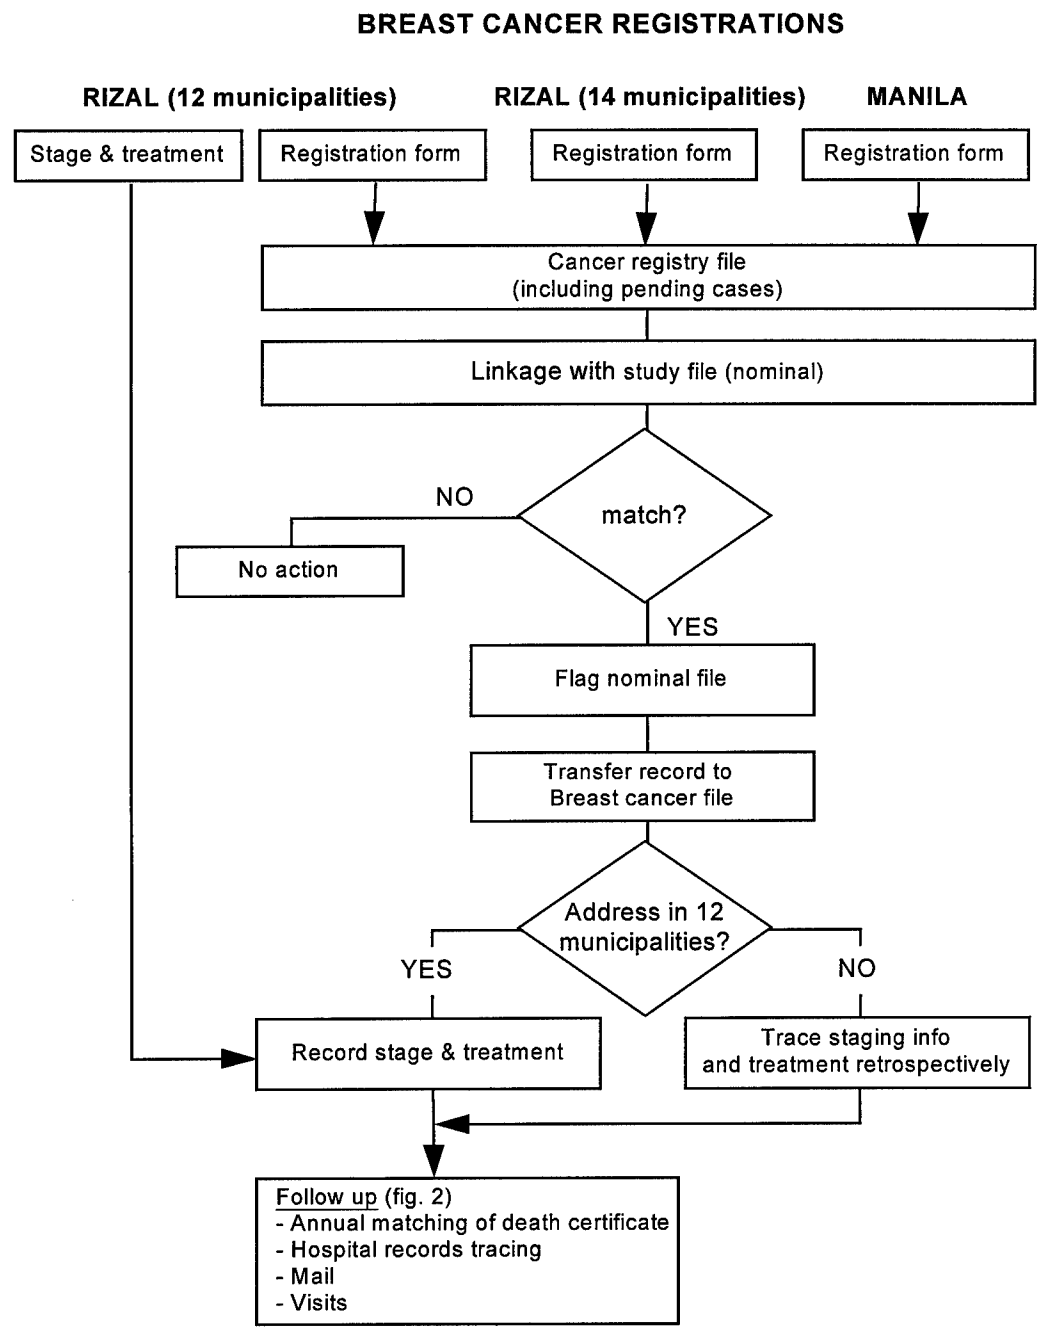 BREAST CANCER REGISTRATIONS
RIZAL (12 municipalities)
RIZAL (14 municipalities)
MANILA
Stage & treatment
Registration form
Registration form
Registration form
Cancer registry file
(including pending cases)
Linkage with study file (nominal)
match?
NO
No action
YES
Flag nominal file
Transfer record to
Breast cancer file
Address in 12
municipalities?
YES
NO
Record stage & treatment
Trace staging info
and treatment retrospectively
Follow up (fig. 2)
- Annual matching of death certificate
- Hospital records tracing
- Mail
- Visits